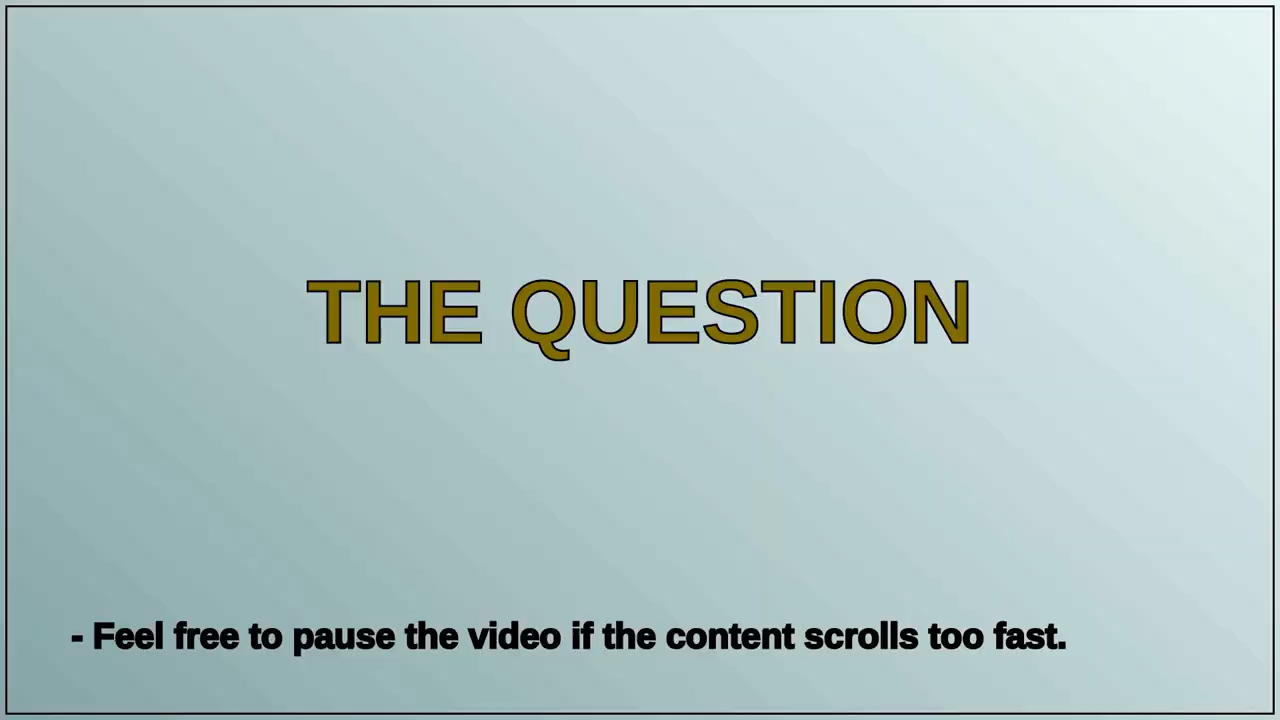 THE QUESTION
- Feel free to pause the video if the content scrolls too fast.